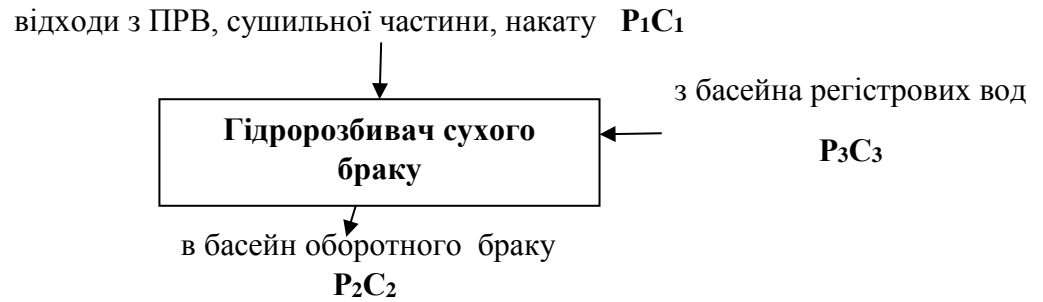 відходи з ПРВ, сушильної частини, накату P₁C₁
з басейна регістрових вод
Гідророзбивач сухого
браку
P₃C₃
в басейн оборотного браку
P₂C₂